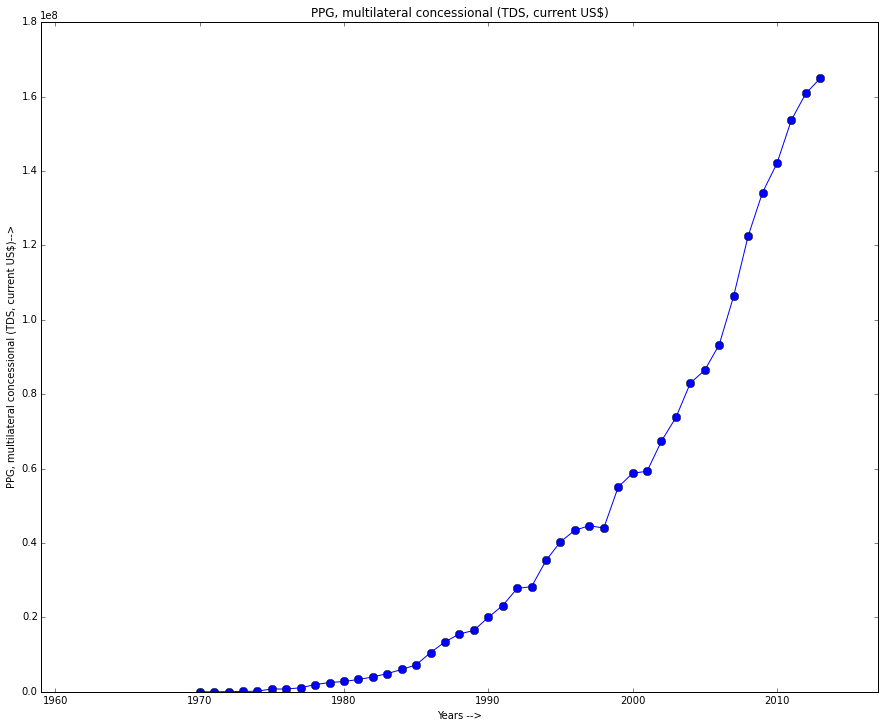 PPG, multilateral concessional (TDS, current US$)
1e8
1.8
1.6
1.4
1.2
1.0
0.8
0.6
0.4
0.2
0.0
PPG, multilateral concessional (TDS, current US$)-->
1960 1970 1980 1990 2000 2010
Years -->